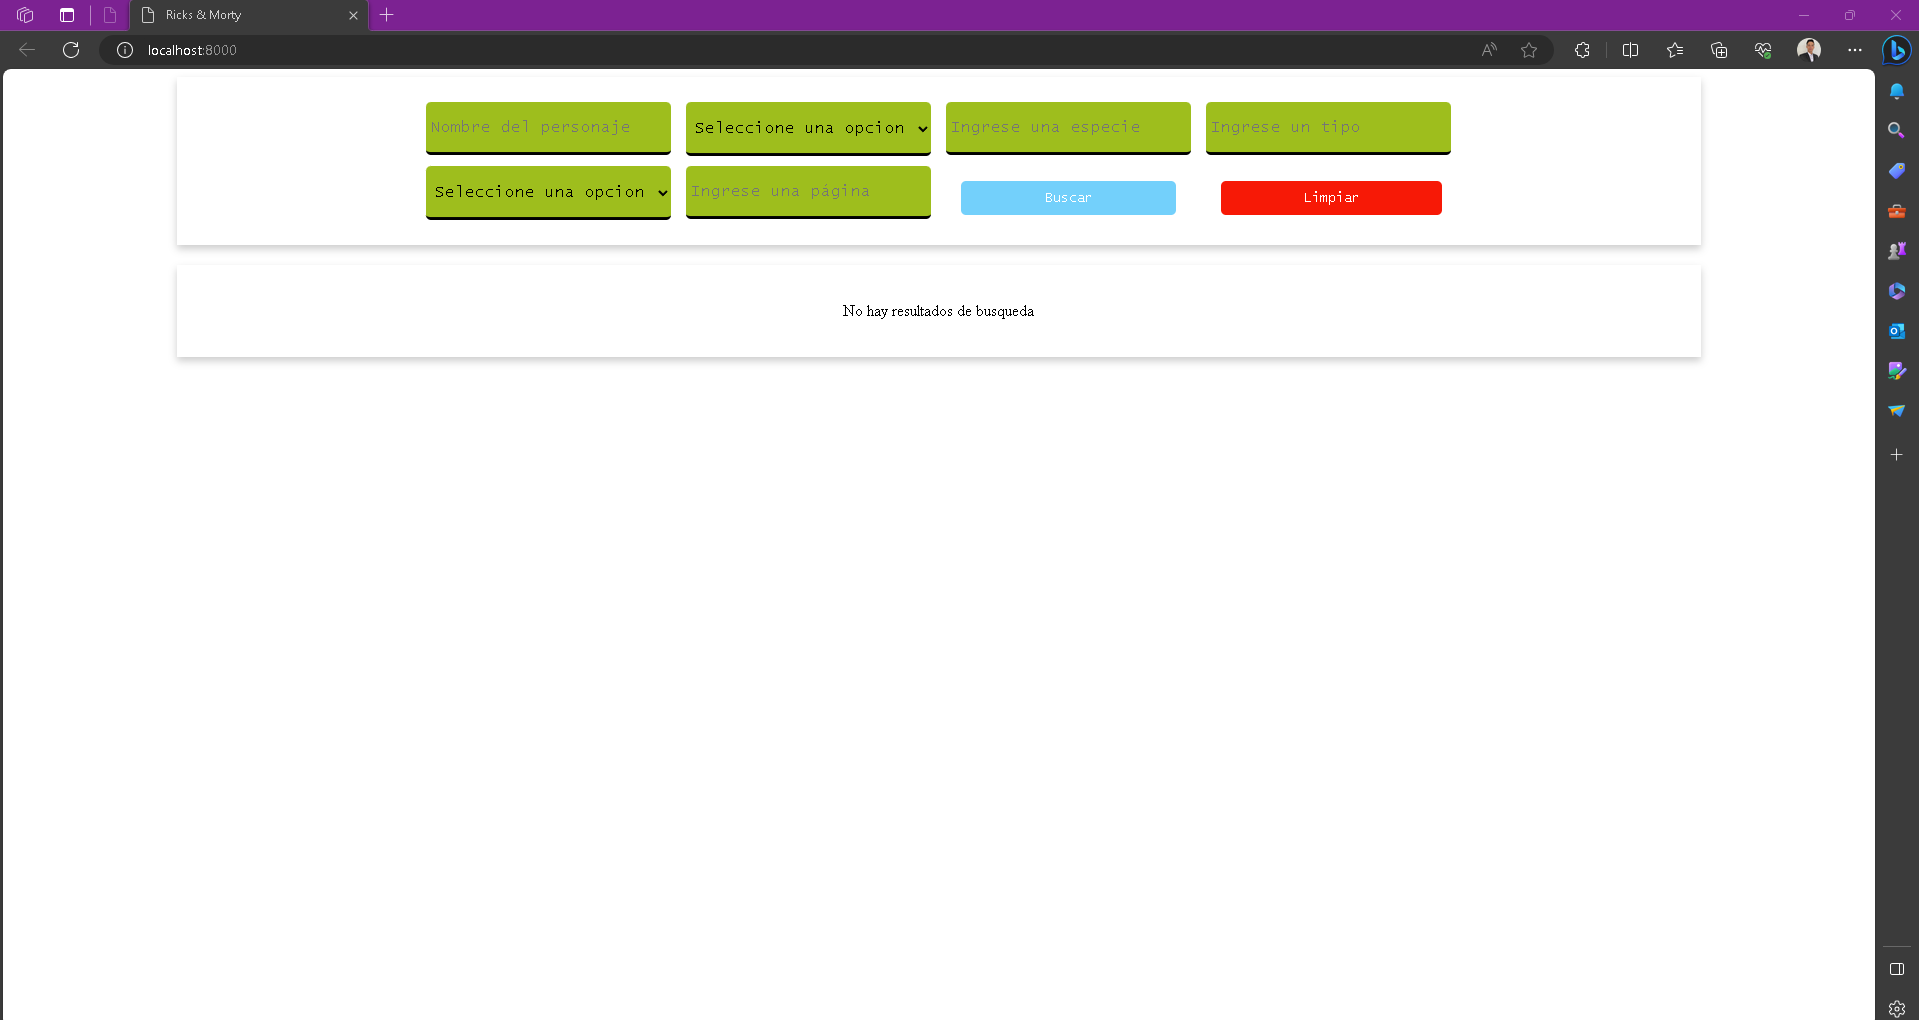 Ricks & Morty
localhost:8000
Nombre del personaje
Seleccione una opcion
Ingrese una especie
Ingrese un tipo
Seleccione una opcion
Ingrese una página
Buscar
Limpiar
No hay resultados de busqueda